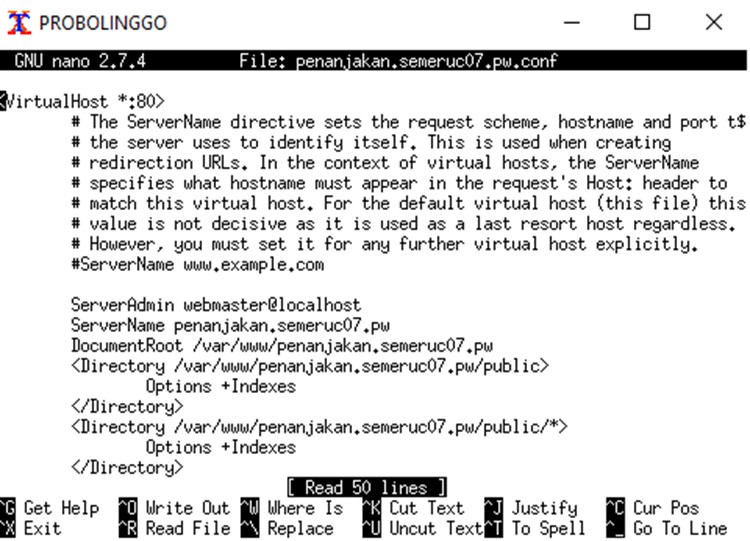 PROBOLINGGO
GNU nano 2.7.4 File: penanjakan.semeruc07.pw.conf
<VirtualHost *:80>
# The ServerName directive sets the request scheme, hostname and port t$
# the server uses to identify itself. This is used when creating
# redirection URLs. In the context of virtual hosts, the ServerName
# specifies what hostname must appear in the request's Host: header to
# match this virtual host. For the default virtual host (this file) this
# value is not decisive as it is used as a last resort host regardless.
# However, you must set it for any further virtual host explicitly.
#ServerName www.example.com
ServerAdmin webmaster@localhost
ServerName penanjakan.semeruc07.pw
DocumentRoot /var/www/penanjakan.semeruc07.pw
<Directory /var/www/penanjakan.semeruc07.pw/public>
Options +Indexes
</Directory>
<Directory /var/www/penanjakan.semeruc07.pw/public/*>
Options +Indexes
</Directory>
[ Read 50 lines ]
^G Get Help ^O Write Out ^W Where Is ^K Cut Text ^J Justify ^C Cur Pos
^X Exit ^R Read File ^\ Replace ^U Uncut Text ^T To Spell ^_ Go To Line